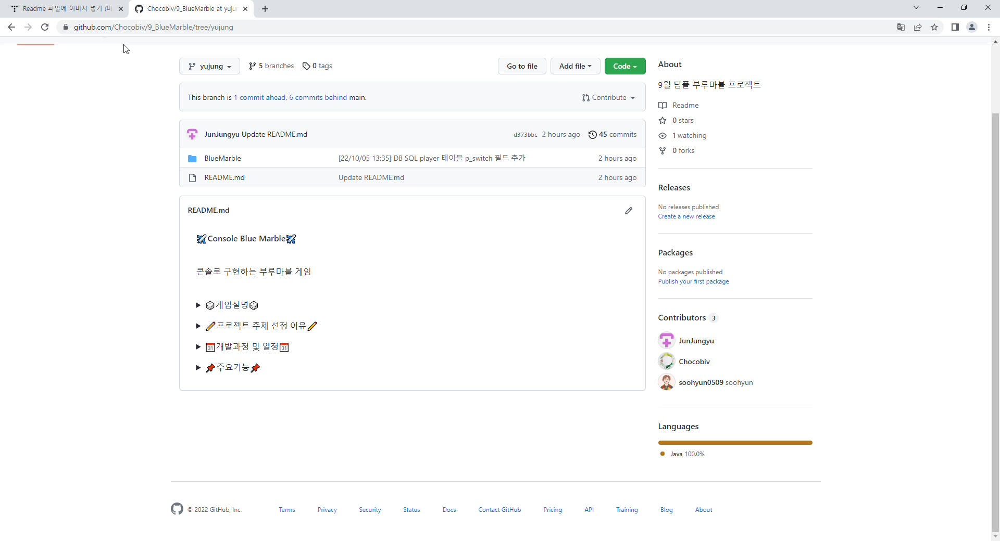 Readme 파일에 이미지 넣기 (마
Chocobiv/9_BlueMarble at yujun
github.com/Chocobiv/9_BlueMarble/tree/yujung
yujung
5 branches
0 tags
Go to file
Add file
Code
This branch is 1 commit ahead, 6 commits behind main.
Contribute
JunJungyu Update README.md
d373bbc 2 hours ago
45 commits
BlueMarble
[22/10/05 13:35] DB SQL player 테이블 p_switch 필드 추가
2 hours ago
README.md
Update README.md
2 hours ago
README.md
✈️Console Blue Marble✈️
콘솔로 구현하는 부루마블 게임
▶ 🎲게임설명🎲
▶ ✏️프로젝트 주제 선정 이유✏️
▶ 📅개발과정 및 일정📅
▶ 📌주요기능📌
About
9월 팀플 부루마블 프로젝트
Readme
0 stars
1 watching
0 forks
Releases
No releases published
Create a new release
Packages
No packages published
Publish your first package
Contributors 3
JunJungyu
Chocobiv
soohyun0509 soohyun
Languages
Java 100.0%
© 2022 GitHub, Inc.
Terms
Privacy
Security
Status
Docs
Contact GitHub
Pricing
API
Training
Blog
About